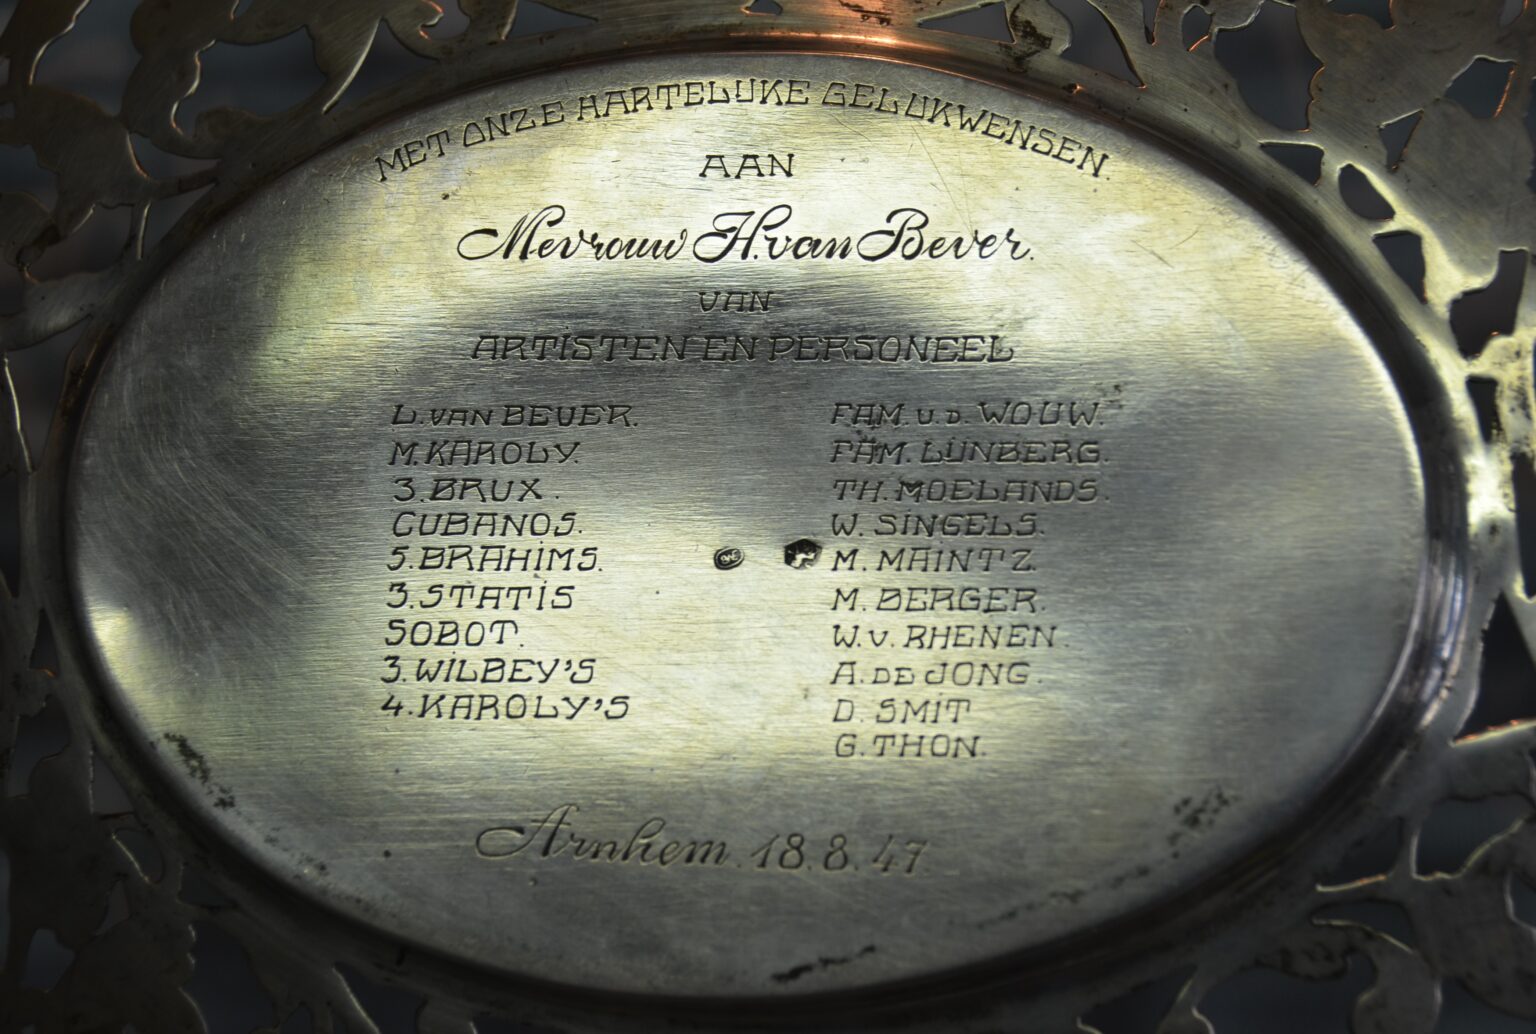 MET ONZE HARTELIJKE GELUKWENSEN.
AAN
Mevrouw H. van Bever.
VAN
ARTISTEN EN PERSONEEL
L. VAN BEVER.
M. KAROLY.
3. BRUX.
CUBANOS.
5. BRAHIMS.
3. STATIS
SOBOT.
3. WILBEY'S
4. KAROLY'S
FAM. V. D. WOUW.
FAM. LIJNBERG.
TH. MOELANDS.
W. SINGELS.
M. MAINTZ.
M. BERGER.
W. v. RHENEN.
A. DE JONG.
D. SMIT
G. THON.
Arnhem. 18.8.47.